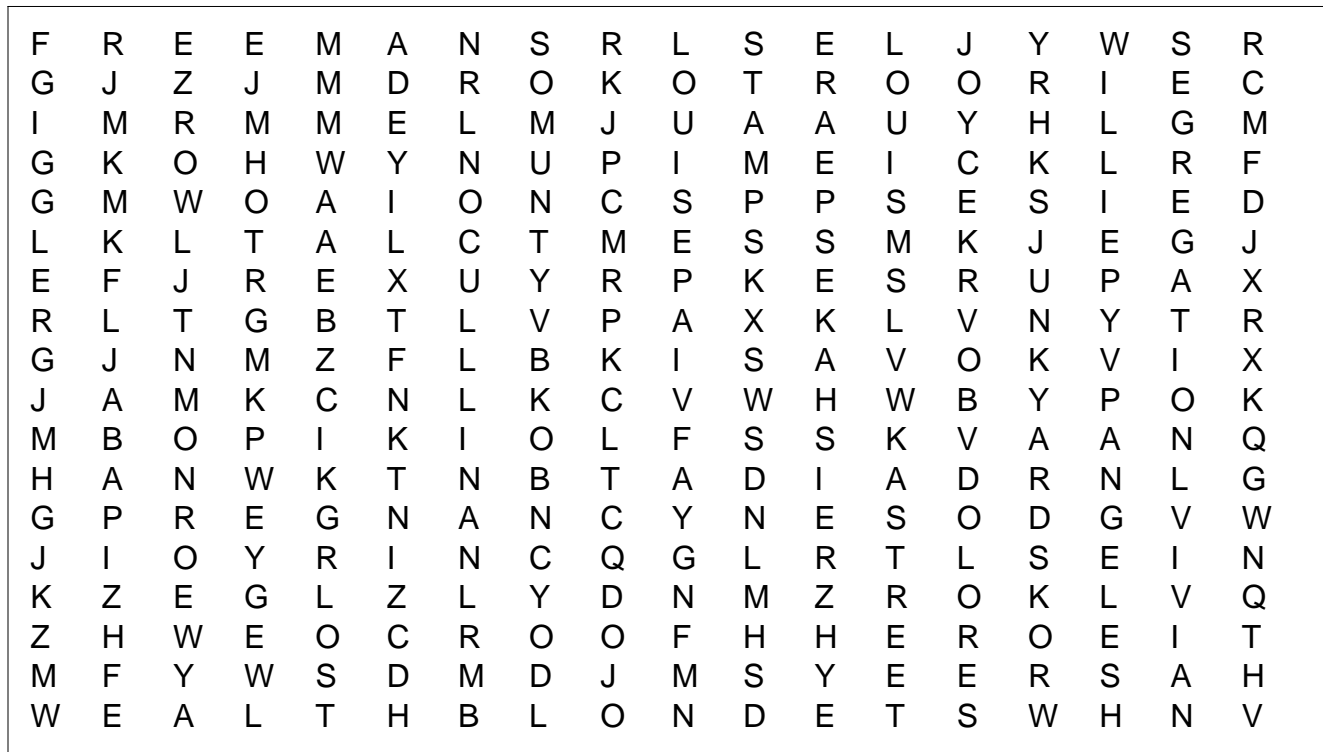 F R E E M A N S R L S E L J Y W S R
G J Z J M D R O K O T R O O R I E C
I M R M M E L M J U A A U Y H L G M
G K O H W Y N U P I M E I C K L R F
G M W O A I O N C S P P S E S I E D
L K L T A L C T M E S S M K J E G J
E F J R E X U Y R P K E S R U P A X
R L T G B T L V P A X K L V N Y T R
G J N M Z F L B K I S A V O K V I X
J A M K C N L K C V W H W B Y P O K
M B O P I K I O L F S S K V A A N Q
H A N W K T N B T A D I A D R N L G
G P R E G N A N C Y N E S O D G V W
J I O Y R I N C Q G L R T L S E I N
K Z E G L Z L Y D N M Z R O K L V Q
Z H W E O C R O O F H H E R O E I T
M F Y W S D M D J M S Y E E R S A H
W E A L T H B L O N D E T S W H N V